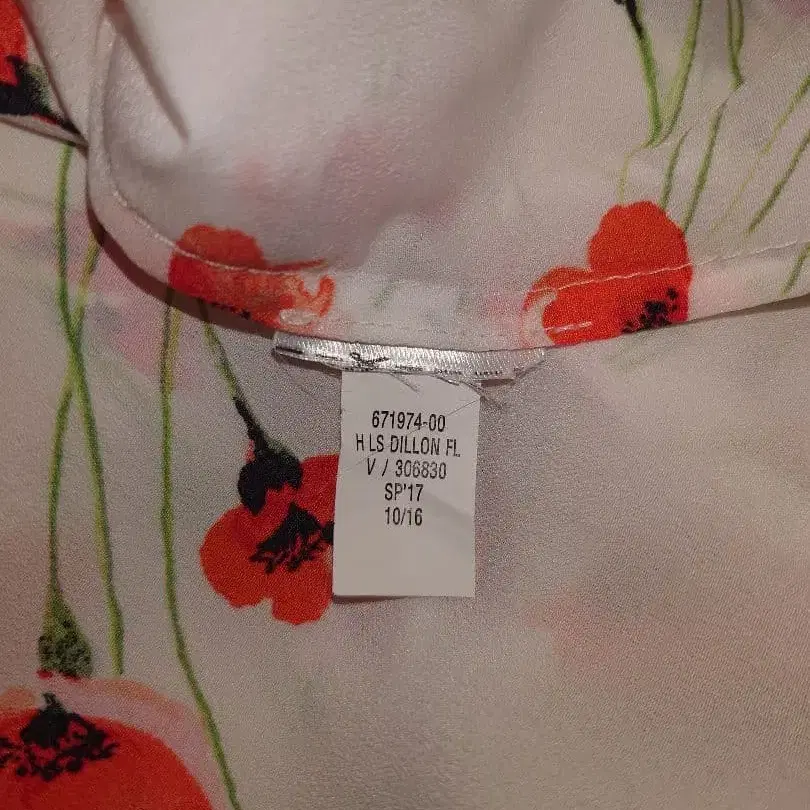 671974-00
H LS DILLON FL
V / 306830
SP'17
10/16